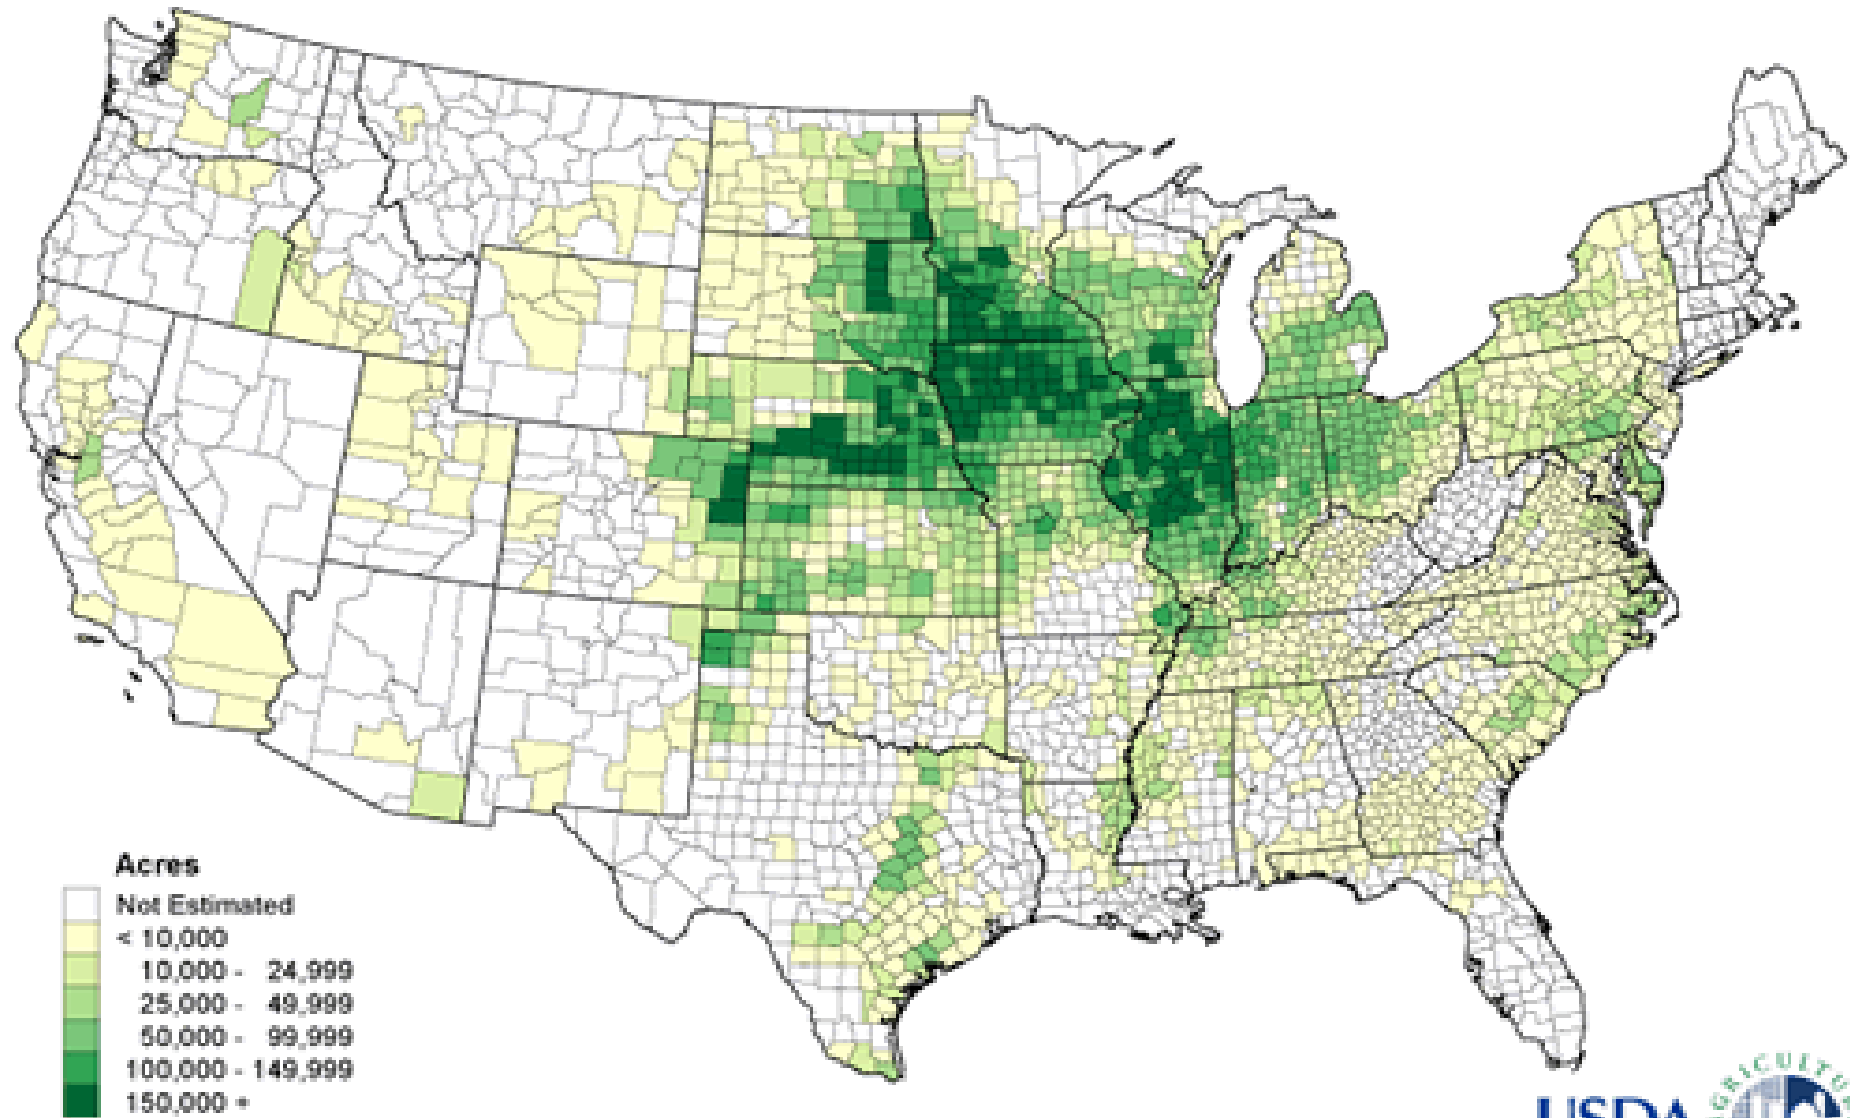 Acres
Not Estimated
< 10,000
10,000 - 24,999
25,000 - 49,999
50,000 - 99,999
100,000 - 149,999
150,000 +
USDA